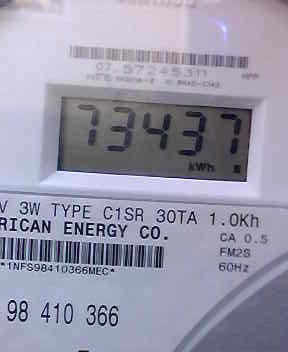 73437
kWh
V 3W TYPE C1SR 30TA 1.0Kh
RICAN ENERGY CO.
CA 0.5
FM2S
60Hz
*1NFS98410366MEC*
98 410 366